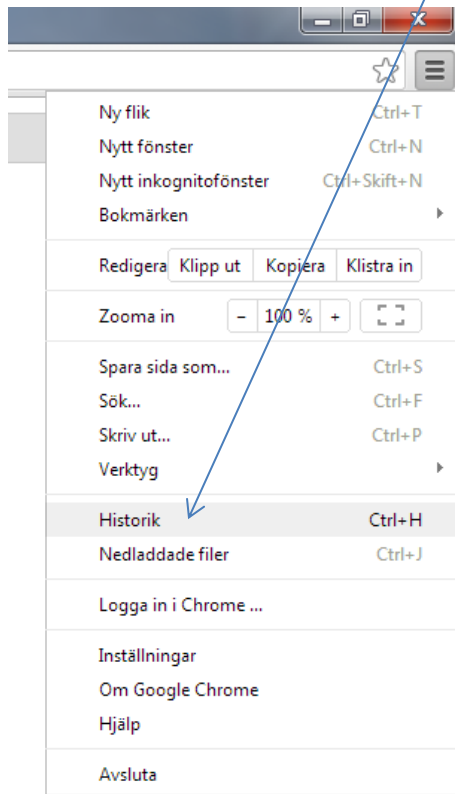 Ny flik Ctrl+T
Nytt fönster Ctrl+N
Nytt inkognitofönster Ctrl+Skift+N
Bokmärken
Redigera Klipp ut Kopiera Klistra in
Zooma in - 100 % +
Spara sida som... Ctrl+S
Sök... Ctrl+F
Skriv ut... Ctrl+P
Verktyg
Historik Ctrl+H
Nedladdade filer Ctrl+J
Logga in i Chrome ...
Inställningar
Om Google Chrome
Hjälp
Avsluta